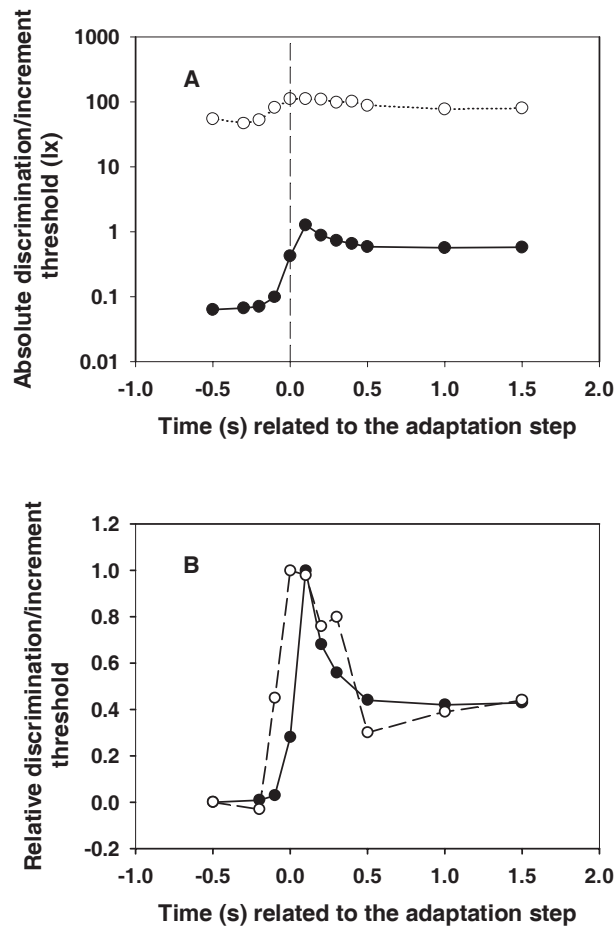 1000
100
10
1
0.1
0.01
A
Absolute discrimination/increment
threshold (lx)
-1.0 -0.5 0.0 0.5 1.0 1.5 2.0
Time (s) related to the adaptation step
1.2
1.0
0.8
0.6
0.4
0.2
0.0
-0.2
B
Relative discrimination/increment
threshold
-1.0 -0.5 0.0 0.5 1.0 1.5 2.0
Time (s) related to the adaptation step